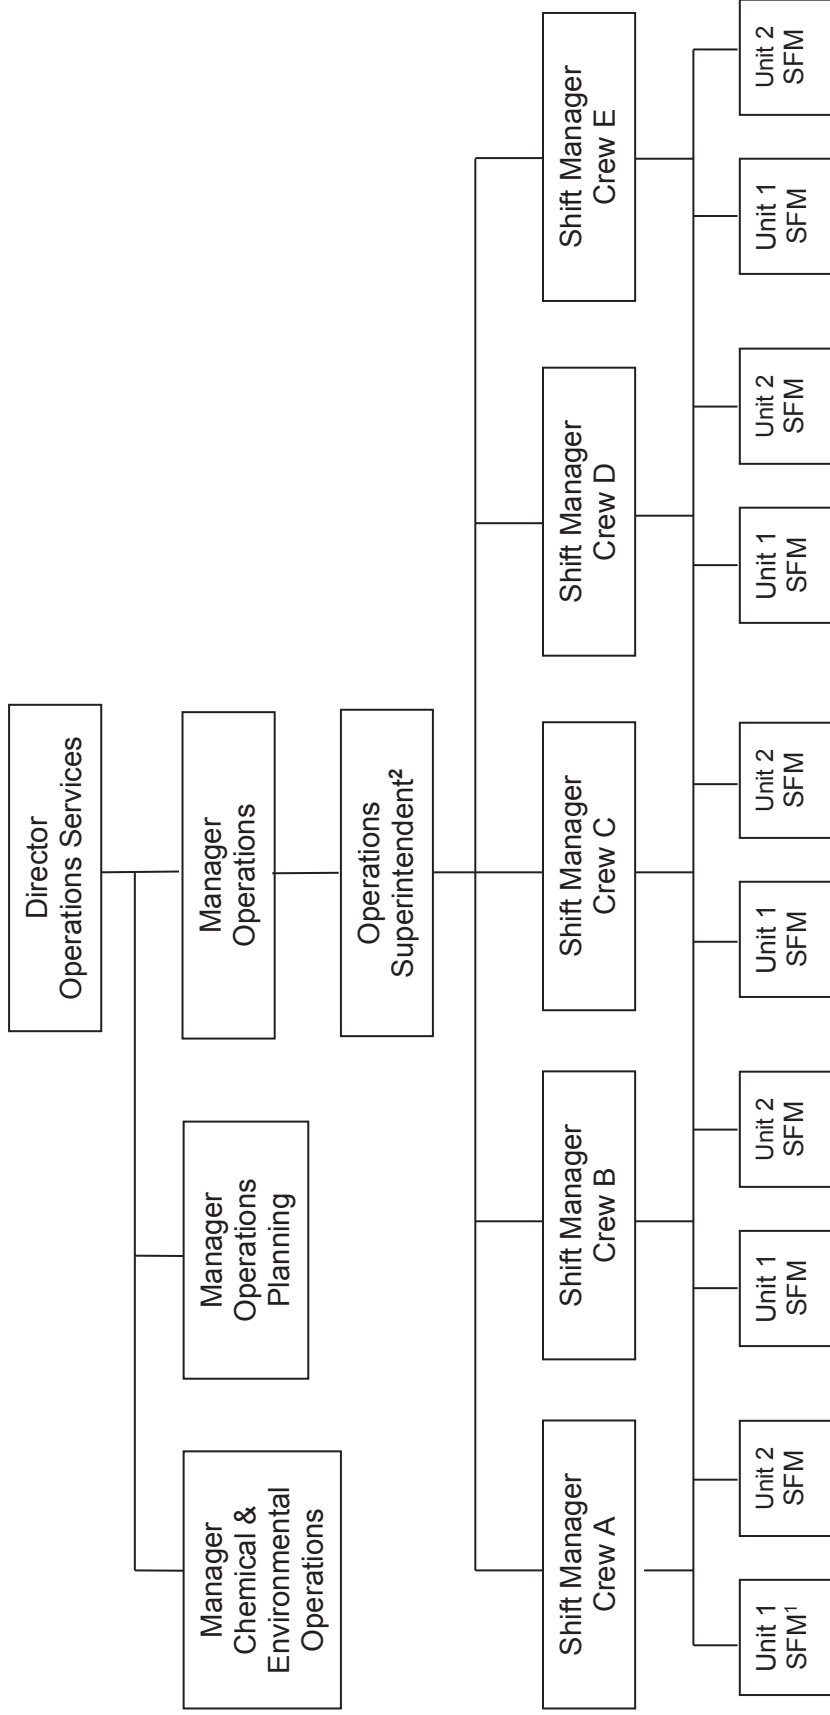 Director
Operations Services
Manager
Chemical &
Environmental
Operations
Manager
Operations
Planning
Manager
Operations
Operations
Superintendent²
Shift Manager
Crew A
Shift Manager
Crew B
Shift Manager
Crew C
Shift Manager
Crew D
Shift Manager
Crew E
Unit 1
SFM¹
Unit 2
SFM
Unit 1
SFM
Unit 2
SFM
Unit 1
SFM
Unit 2
SFM
Unit 1
SFM
Unit 2
SFM
Unit 1
SFM
Unit 2
SFM